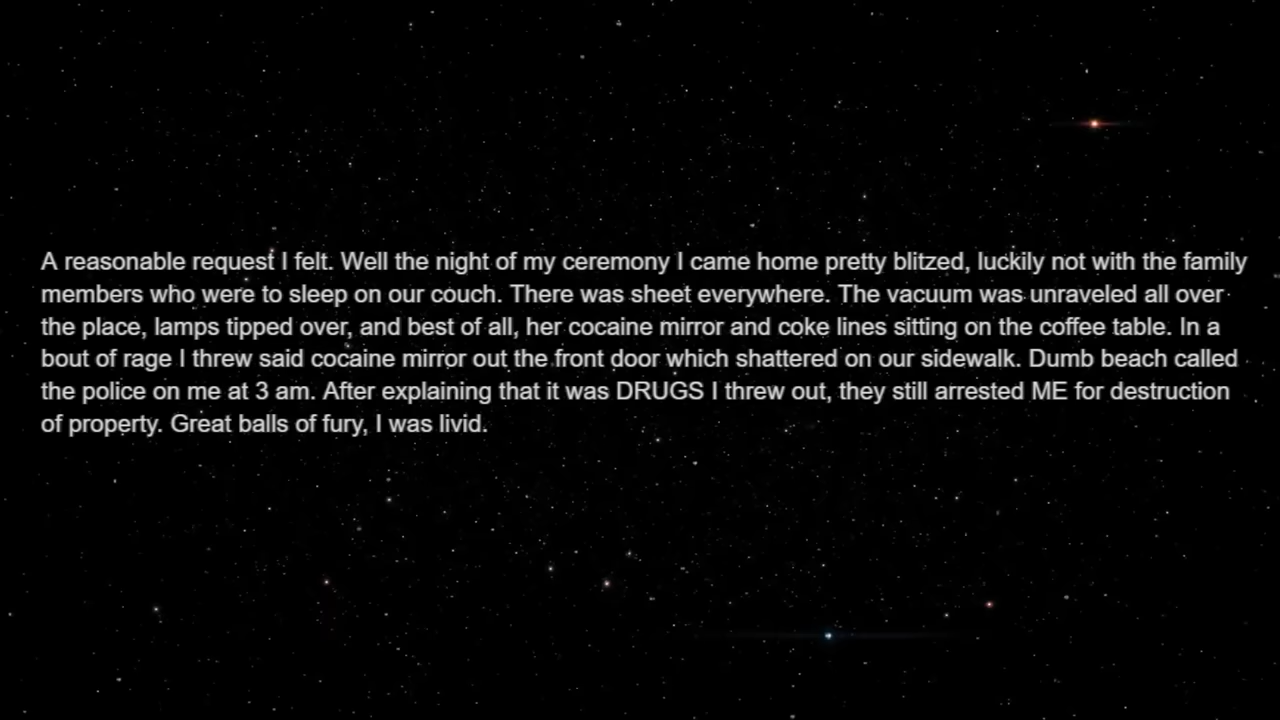 A reasonable request I felt. Well the night of my ceremony I came home pretty blitzed, luckily not with the family
members who were to sleep on our couch. There was sheet everywhere. The vacuum was unraveled all over
the place, lamps tipped over, and best of all, her cocaine mirror and coke lines sitting on the coffee table. In a
bout of rage I threw said cocaine mirror out the front door which shattered on our sidewalk. Dumb beach called
the police on me at 3 am. After explaining that it was DRUGS I threw out, they still arrested ME for destruction
of property. Great balls of fury, I was livid.